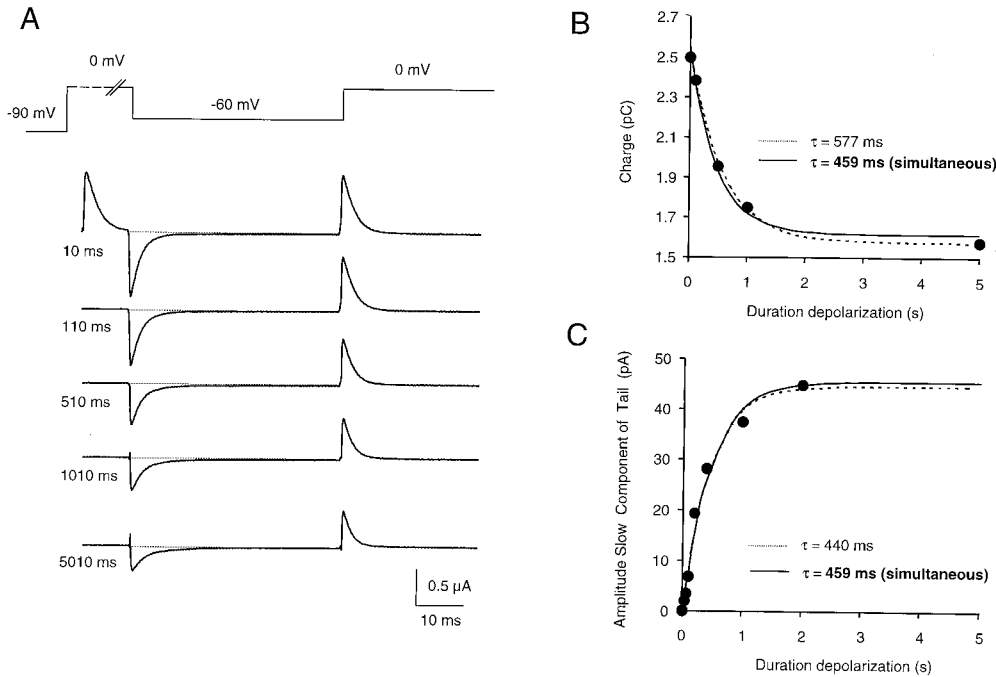 A
0 mV
0 mV
-90 mV
-60 mV
10 ms
110 ms
510 ms
1010 ms
5010 ms
0.5 µA
10 ms
B
Charge (pC)
2.7
2.5
2.3
2.1
1.9
1.7
1.5
τ = 577 ms
τ = 459 ms (simultaneous)
0 1 2 3 4 5
Duration depolarization (s)
C
Amplitude Slow Component of Tail (pA)
50
40
30
20
10
0
τ = 440 ms
τ = 459 ms (simultaneous)
0 1 2 3 4 5
Duration depolarization (s)